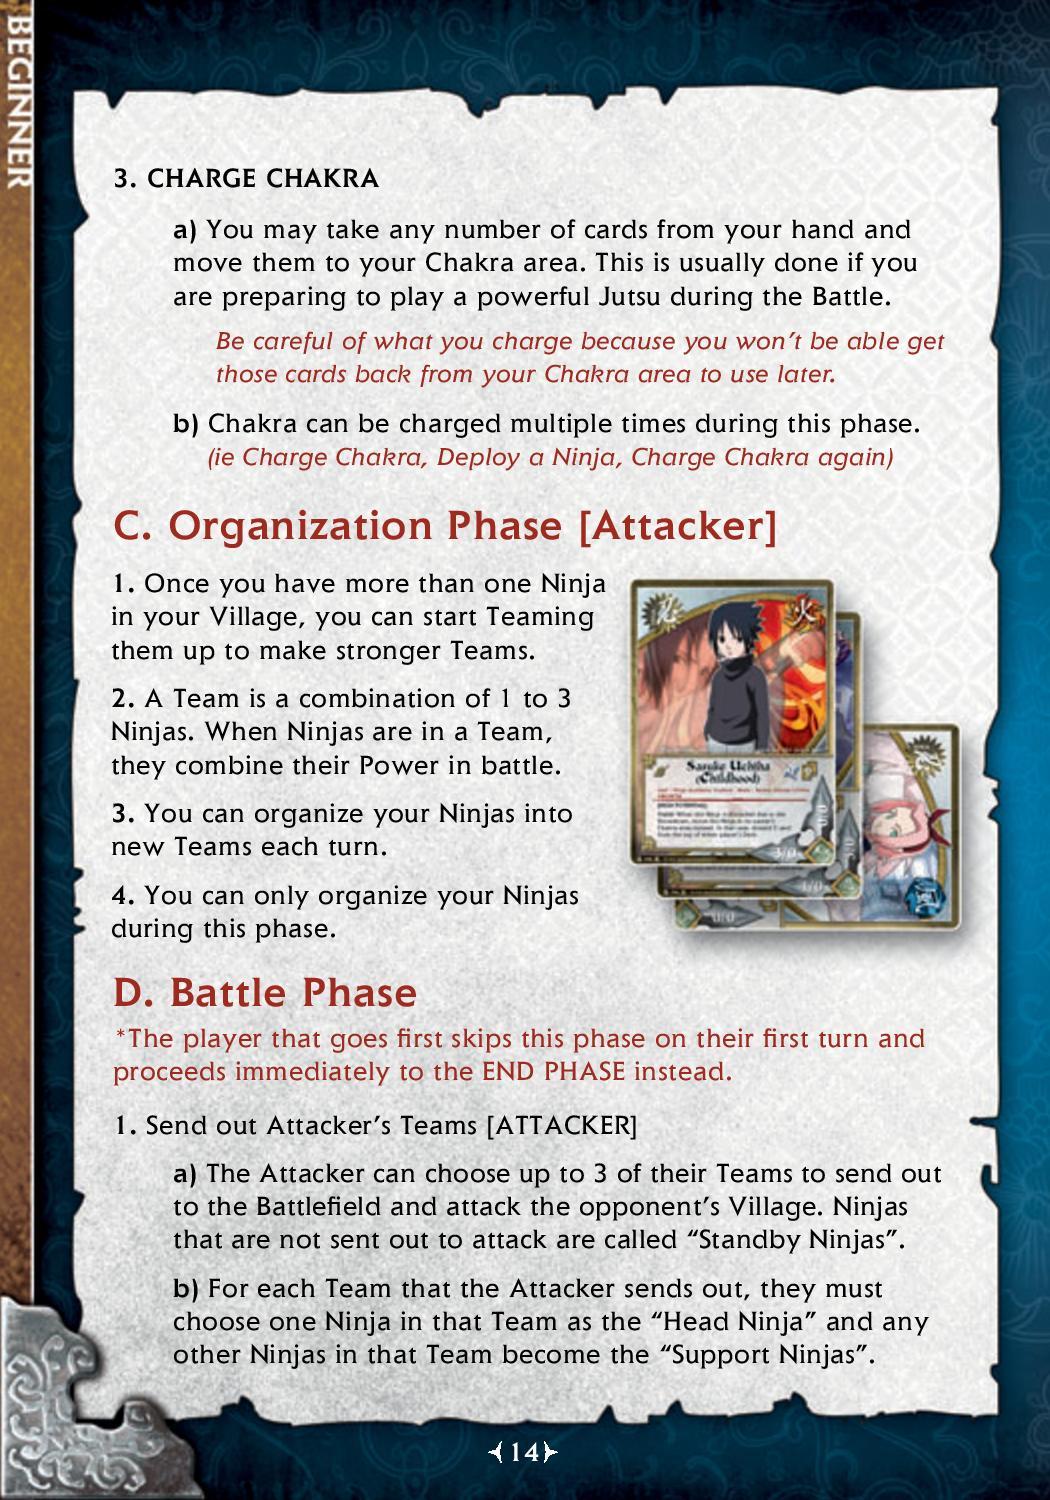 BEGINNER
3. CHARGE CHAKRA
a) You may take any number of cards from your hand and
move them to your Chakra area. This is usually done if you
are preparing to play a powerful Jutsu during the Battle.
Be careful of what you charge because you won't be able get
those cards back from your Chakra area to use later.
b) Chakra can be charged multiple times during this phase.
(ie Charge Chakra, Deploy a Ninja, Charge Chakra again)
C. Organization Phase [Attacker]
1. Once you have more than one Ninja
in your Village, you can start Teaming
them up to make stronger Teams.
2. A Team is a combination of 1 to 3
Ninjas. When Ninjas are in a Team,
they combine their Power in battle.
3. You can organize your Ninjas into
new Teams each turn.
4. You can only organize your Ninjas
during this phase.
忍
火
Sasuke Uchiha
(Childhood)
3/0
1/0
0/0
D. Battle Phase
*The player that goes first skips this phase on their first turn and
proceeds immediately to the END PHASE instead.
1. Send out Attacker's Teams [ATTACKER]
a) The Attacker can choose up to 3 of their Teams to send out
to the Battlefield and attack the opponent's Village. Ninjas
that are not sent out to attack are called “Standby Ninjas”.
b) For each Team that the Attacker sends out, they must
choose one Ninja in that Team as the “Head Ninja” and any
other Ninjas in that Team become the “Support Ninjas”.
14